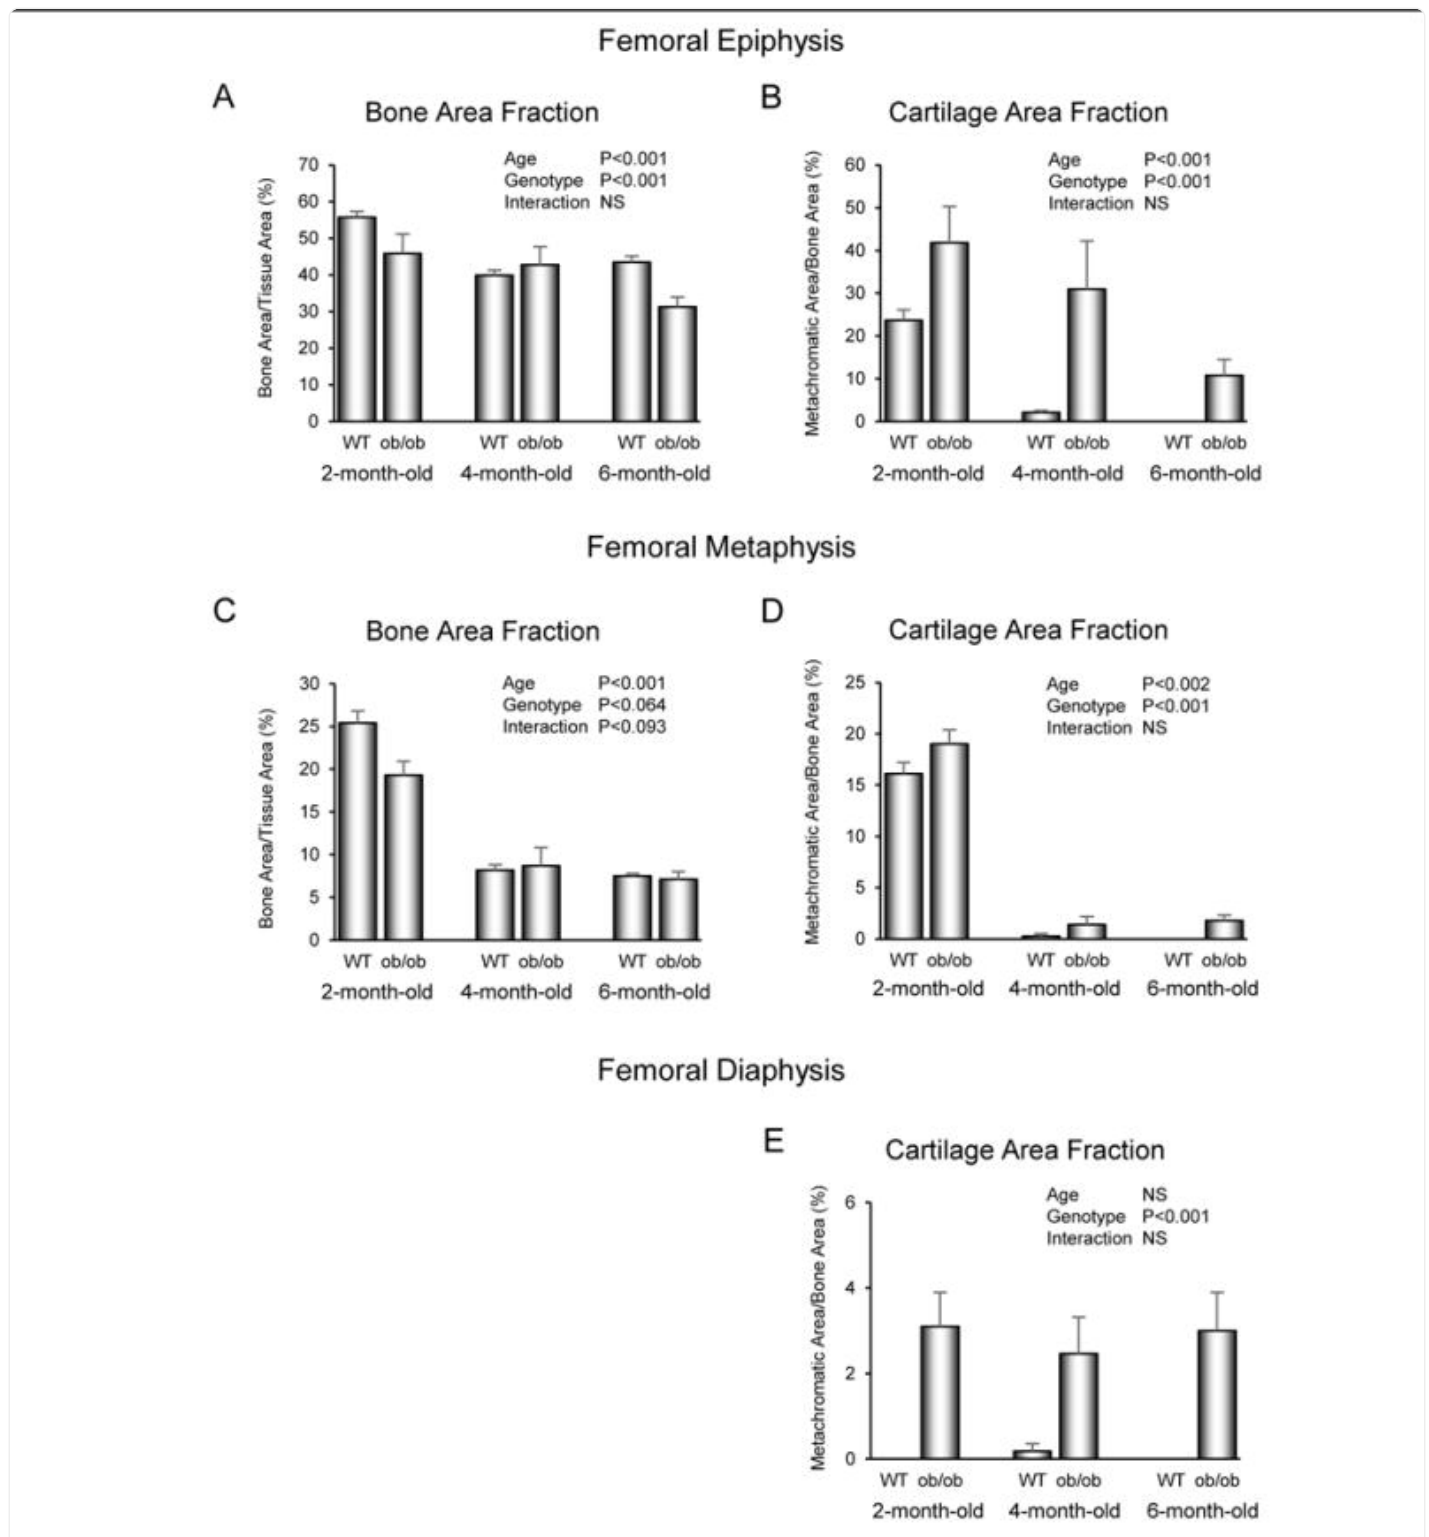 Femoral Epiphysis
A
Bone Area Fraction
Age P<0.001
Genotype P<0.001
Interaction NS
Bone Area/Tissue Area (%)
70
60
50
40
30
20
10
0
WT ob/ob WT ob/ob WT ob/ob
2-month-old 4-month-old 6-month-old
B
Cartilage Area Fraction
Age P<0.001
Genotype P<0.001
Interaction NS
Metachromatic Area/Bone Area (%)
60
50
40
30
20
10
0
WT ob/ob WT ob/ob WT ob/ob
2-month-old 4-month-old 6-month-old
Femoral Metaphysis
C
Bone Area Fraction
Age P<0.001
Genotype P<0.064
Interaction P<0.093
Bone Area/Tissue Area (%)
30
25
20
15
10
5
0
WT ob/ob WT ob/ob WT ob/ob
2-month-old 4-month-old 6-month-old
D
Cartilage Area Fraction
Age P<0.002
Genotype P<0.001
Interaction NS
Metachromatic Area/Bone Area (%)
25
20
15
10
5
0
WT ob/ob WT ob/ob WT ob/ob
2-month-old 4-month-old 6-month-old
Femoral Diaphysis
E
Cartilage Area Fraction
Age NS
Genotype P<0.001
Interaction NS
Metachromatic Area/Bone Area (%)
6
4
2
0
WT ob/ob WT ob/ob WT ob/ob
2-month-old 4-month-old 6-month-old